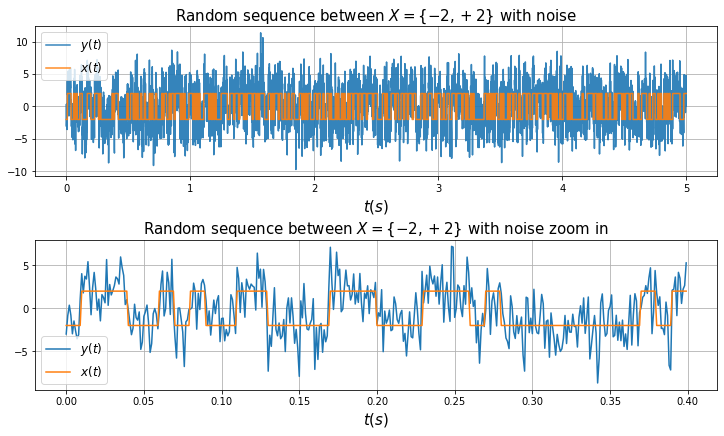 Random sequence between X = {−2, +2} with noise
10
5
0
−5
−10
y(t)
x(t)
0 1 2 3 4 5
t(s)
Random sequence between X = {−2, +2} with noise zoom in
5
0
−5
y(t)
x(t)
0.00 0.05 0.10 0.15 0.20 0.25 0.30 0.35 0.40
t(s)